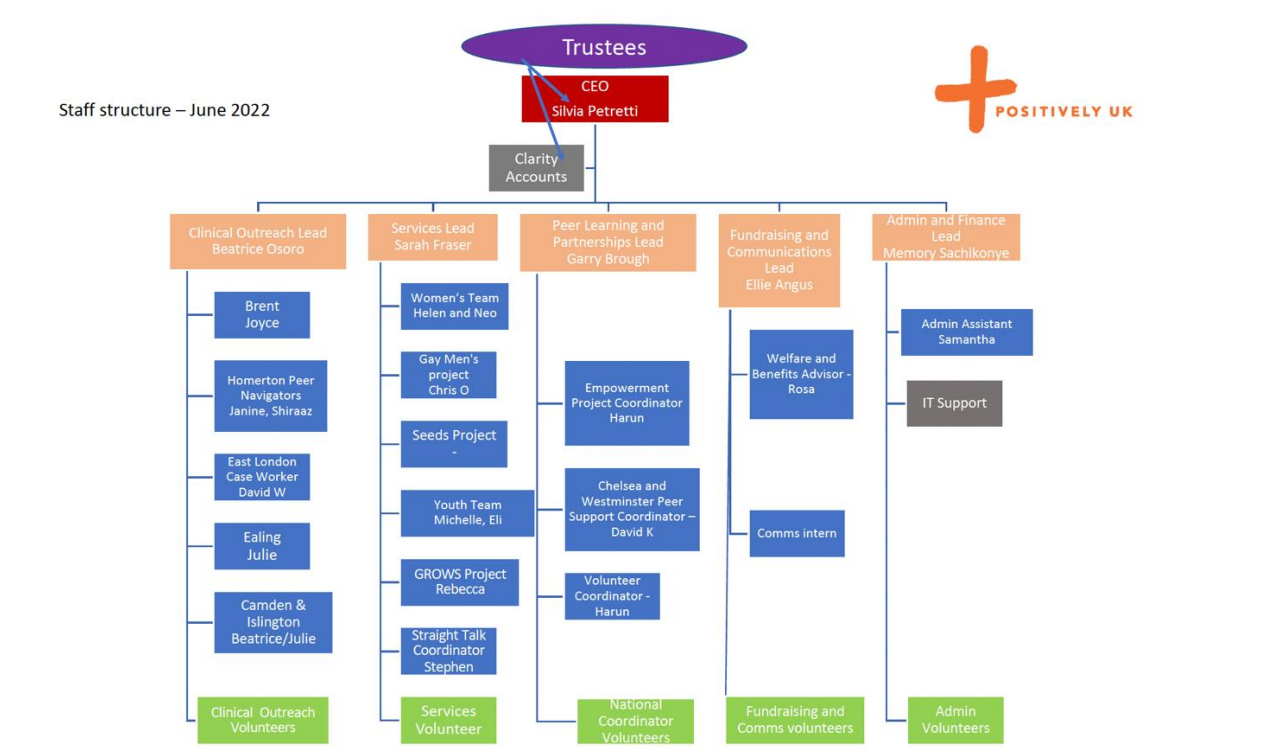 Trustees
CEO
Silvia Petretti
Staff structure – June 2022
POSITIVELY UK
Clarity
Accounts
Clinical Outreach Lead
Beatrice Osoro
Services Lead
Sarah Fraser
Peer Learning and
Partnerships Lead
Garry Brough
Fundraising and
Communications
Lead
Ellie Angus
Admin and Finance
Lead
Memory Sachikonye
Brent
Joyce
Homerton Peer
Navigators
Janine, Shiraaz
East London
Case Worker
David W
Ealing
Julie
Camden &
Islington
Beatrice/Julie
Clinical Outreach
Volunteers
Women's Team
Helen and Neo
Gay Men's
project
Chris O
Seeds Project
-
Youth Team
Michelle, Eli
GROWS Project
Rebecca
Straight Talk
Coordinator
Stephen
Services
Volunteer
Empowerment
Project Coordinator
Harun
Chelsea and
Westminster Peer
Support Coordinator –
David K
Volunteer
Coordinator -
Harun
National
Coordinator
Volunteers
Welfare and
Benefits Advisor -
Rosa
Comms intern
Fundraising and
Comms volunteers
Admin Assistant
Samantha
IT Support
Admin
Volunteers